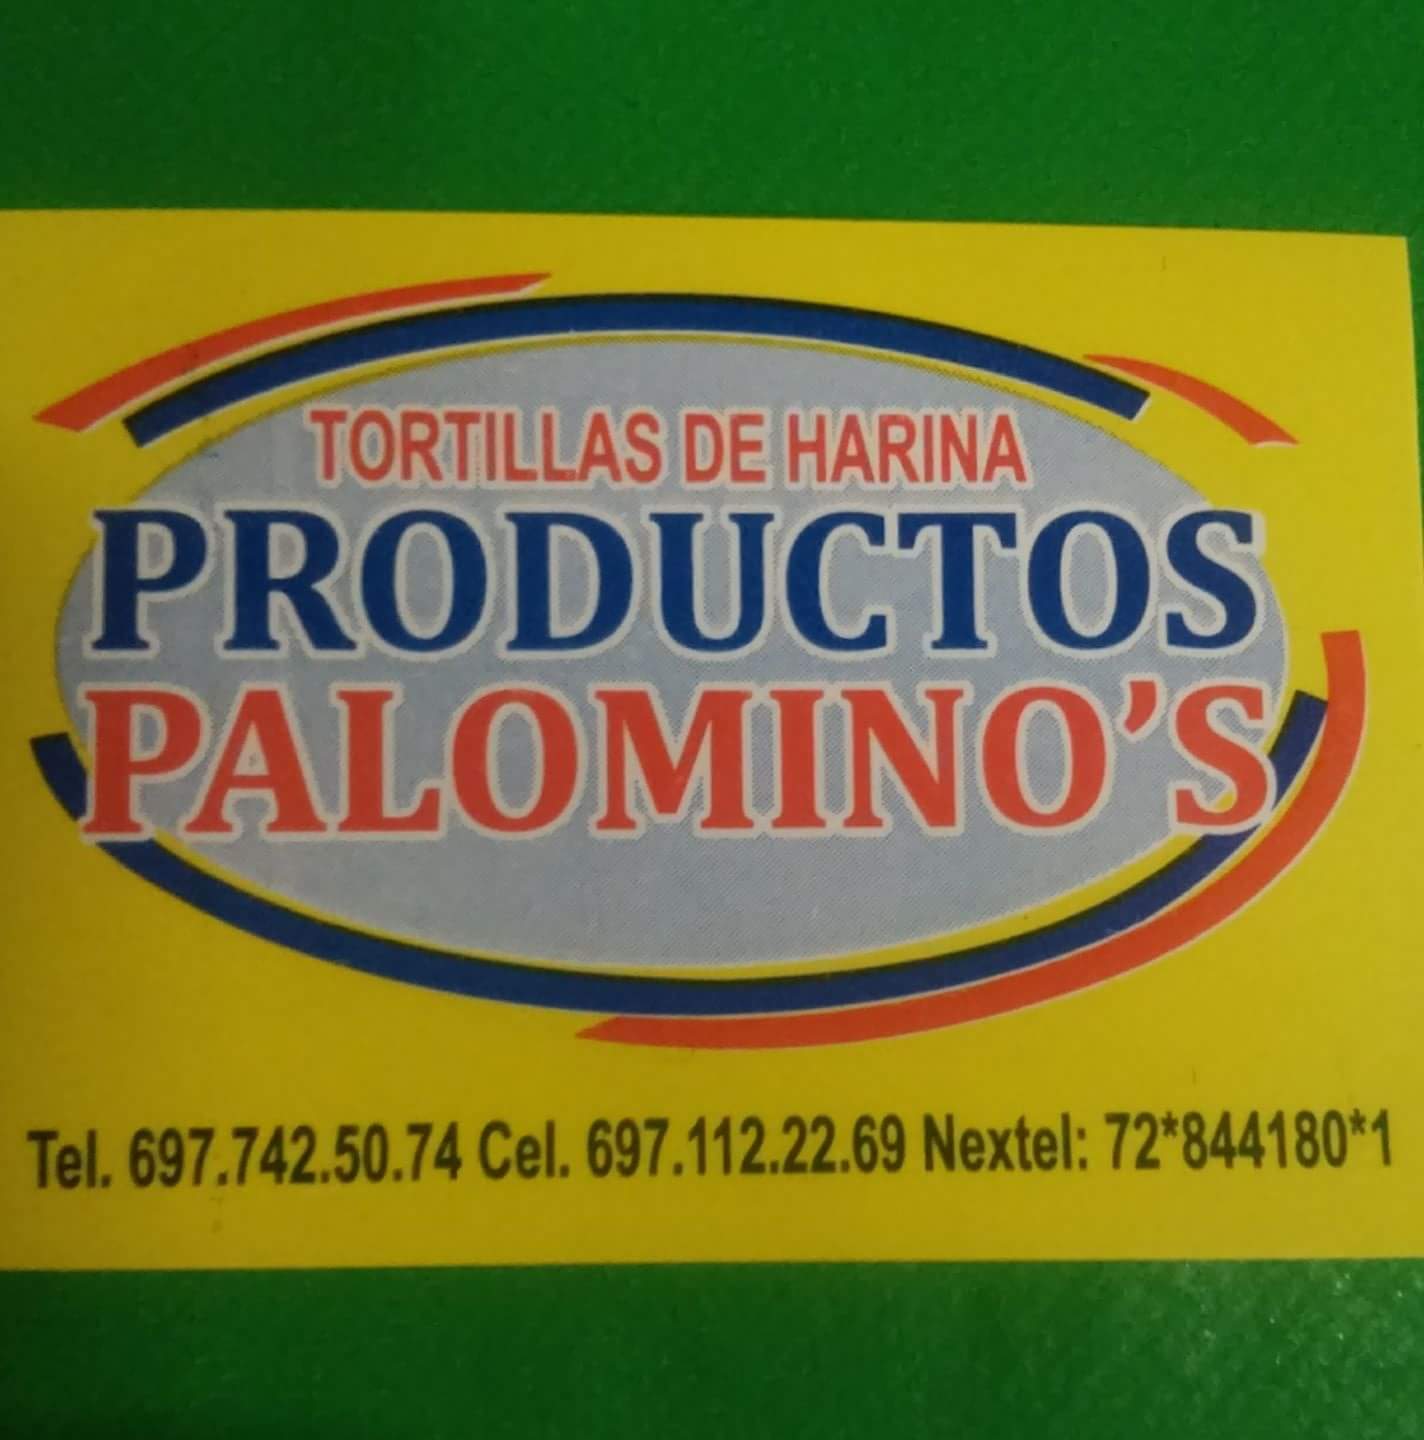 TORTILLAS DE HARINA
PRODUCTOS
PALOMINO'S
Tel. 697.742.50.74 Cel. 697.112.22.69 Nextel: 72*844180*1